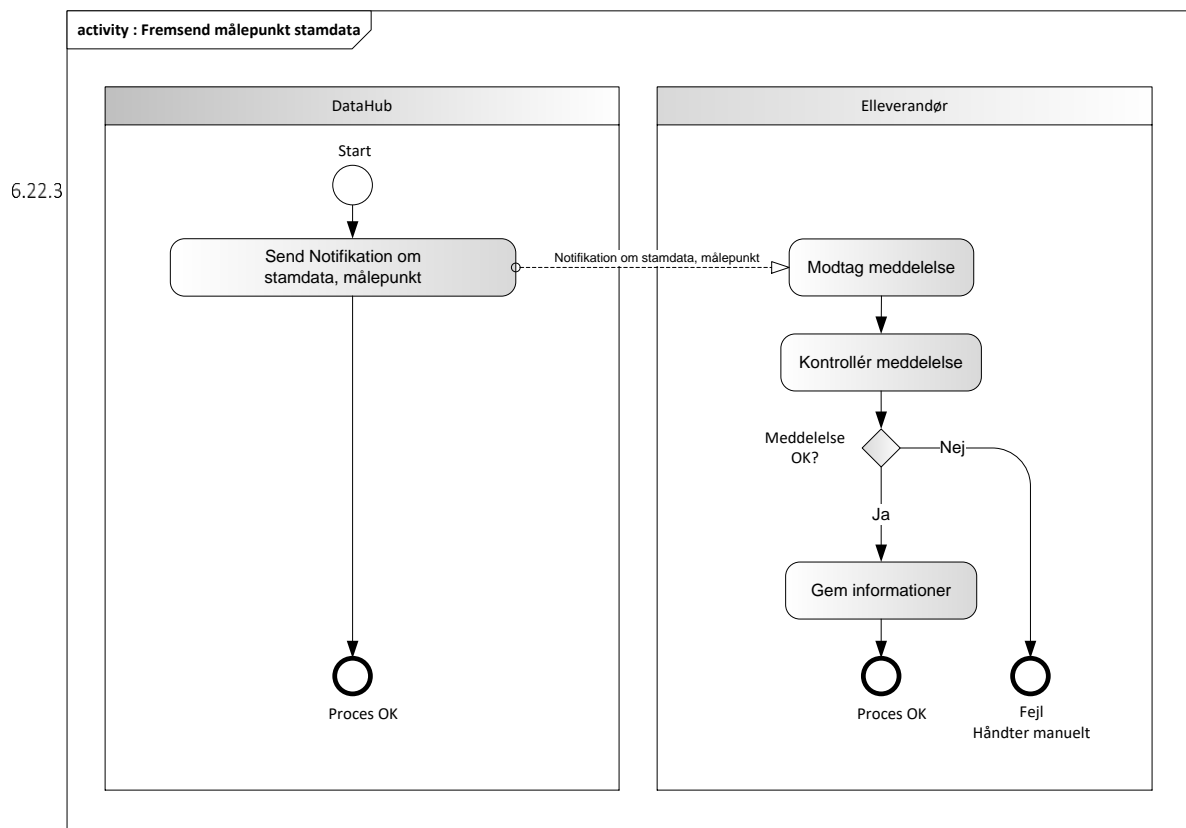 activity : Fremsend målepunkt stamdata
DataHub
Elleverandør
Start
6.22.3
Send Notifikation om
stamdata, målepunkt
Notifikation om stamdata, målepunkt
Modtag meddelelse
Kontrollér meddelelse
Meddelelse
OK?
Nej
Ja
Gem informationer
Proces OK
Proces OK
Fejl
Håndter manuelt